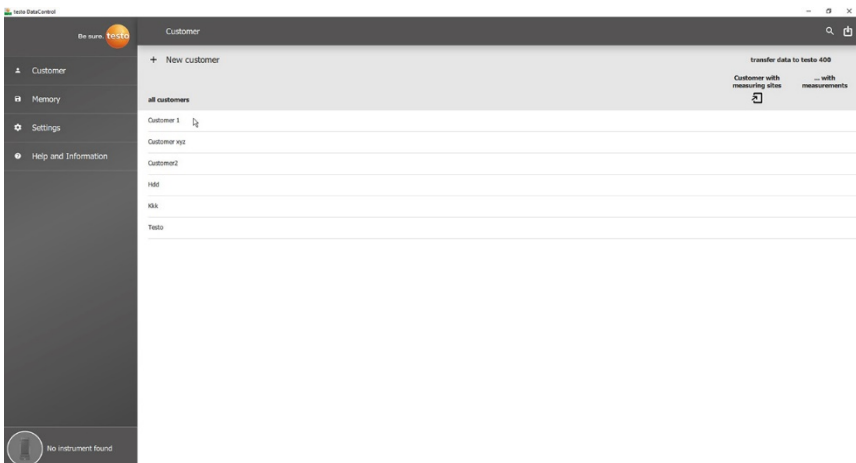 testo DataControl
Be sure. testo
Customer
Memory
Settings
Help and Information
No instrument found
Customer
+ New customer
transfer data to testo 400
Customer with
measuring sites
... with
measurements
all customers
Customer 1
Customer xyz
Customer2
Hdd
Kkk
Testo